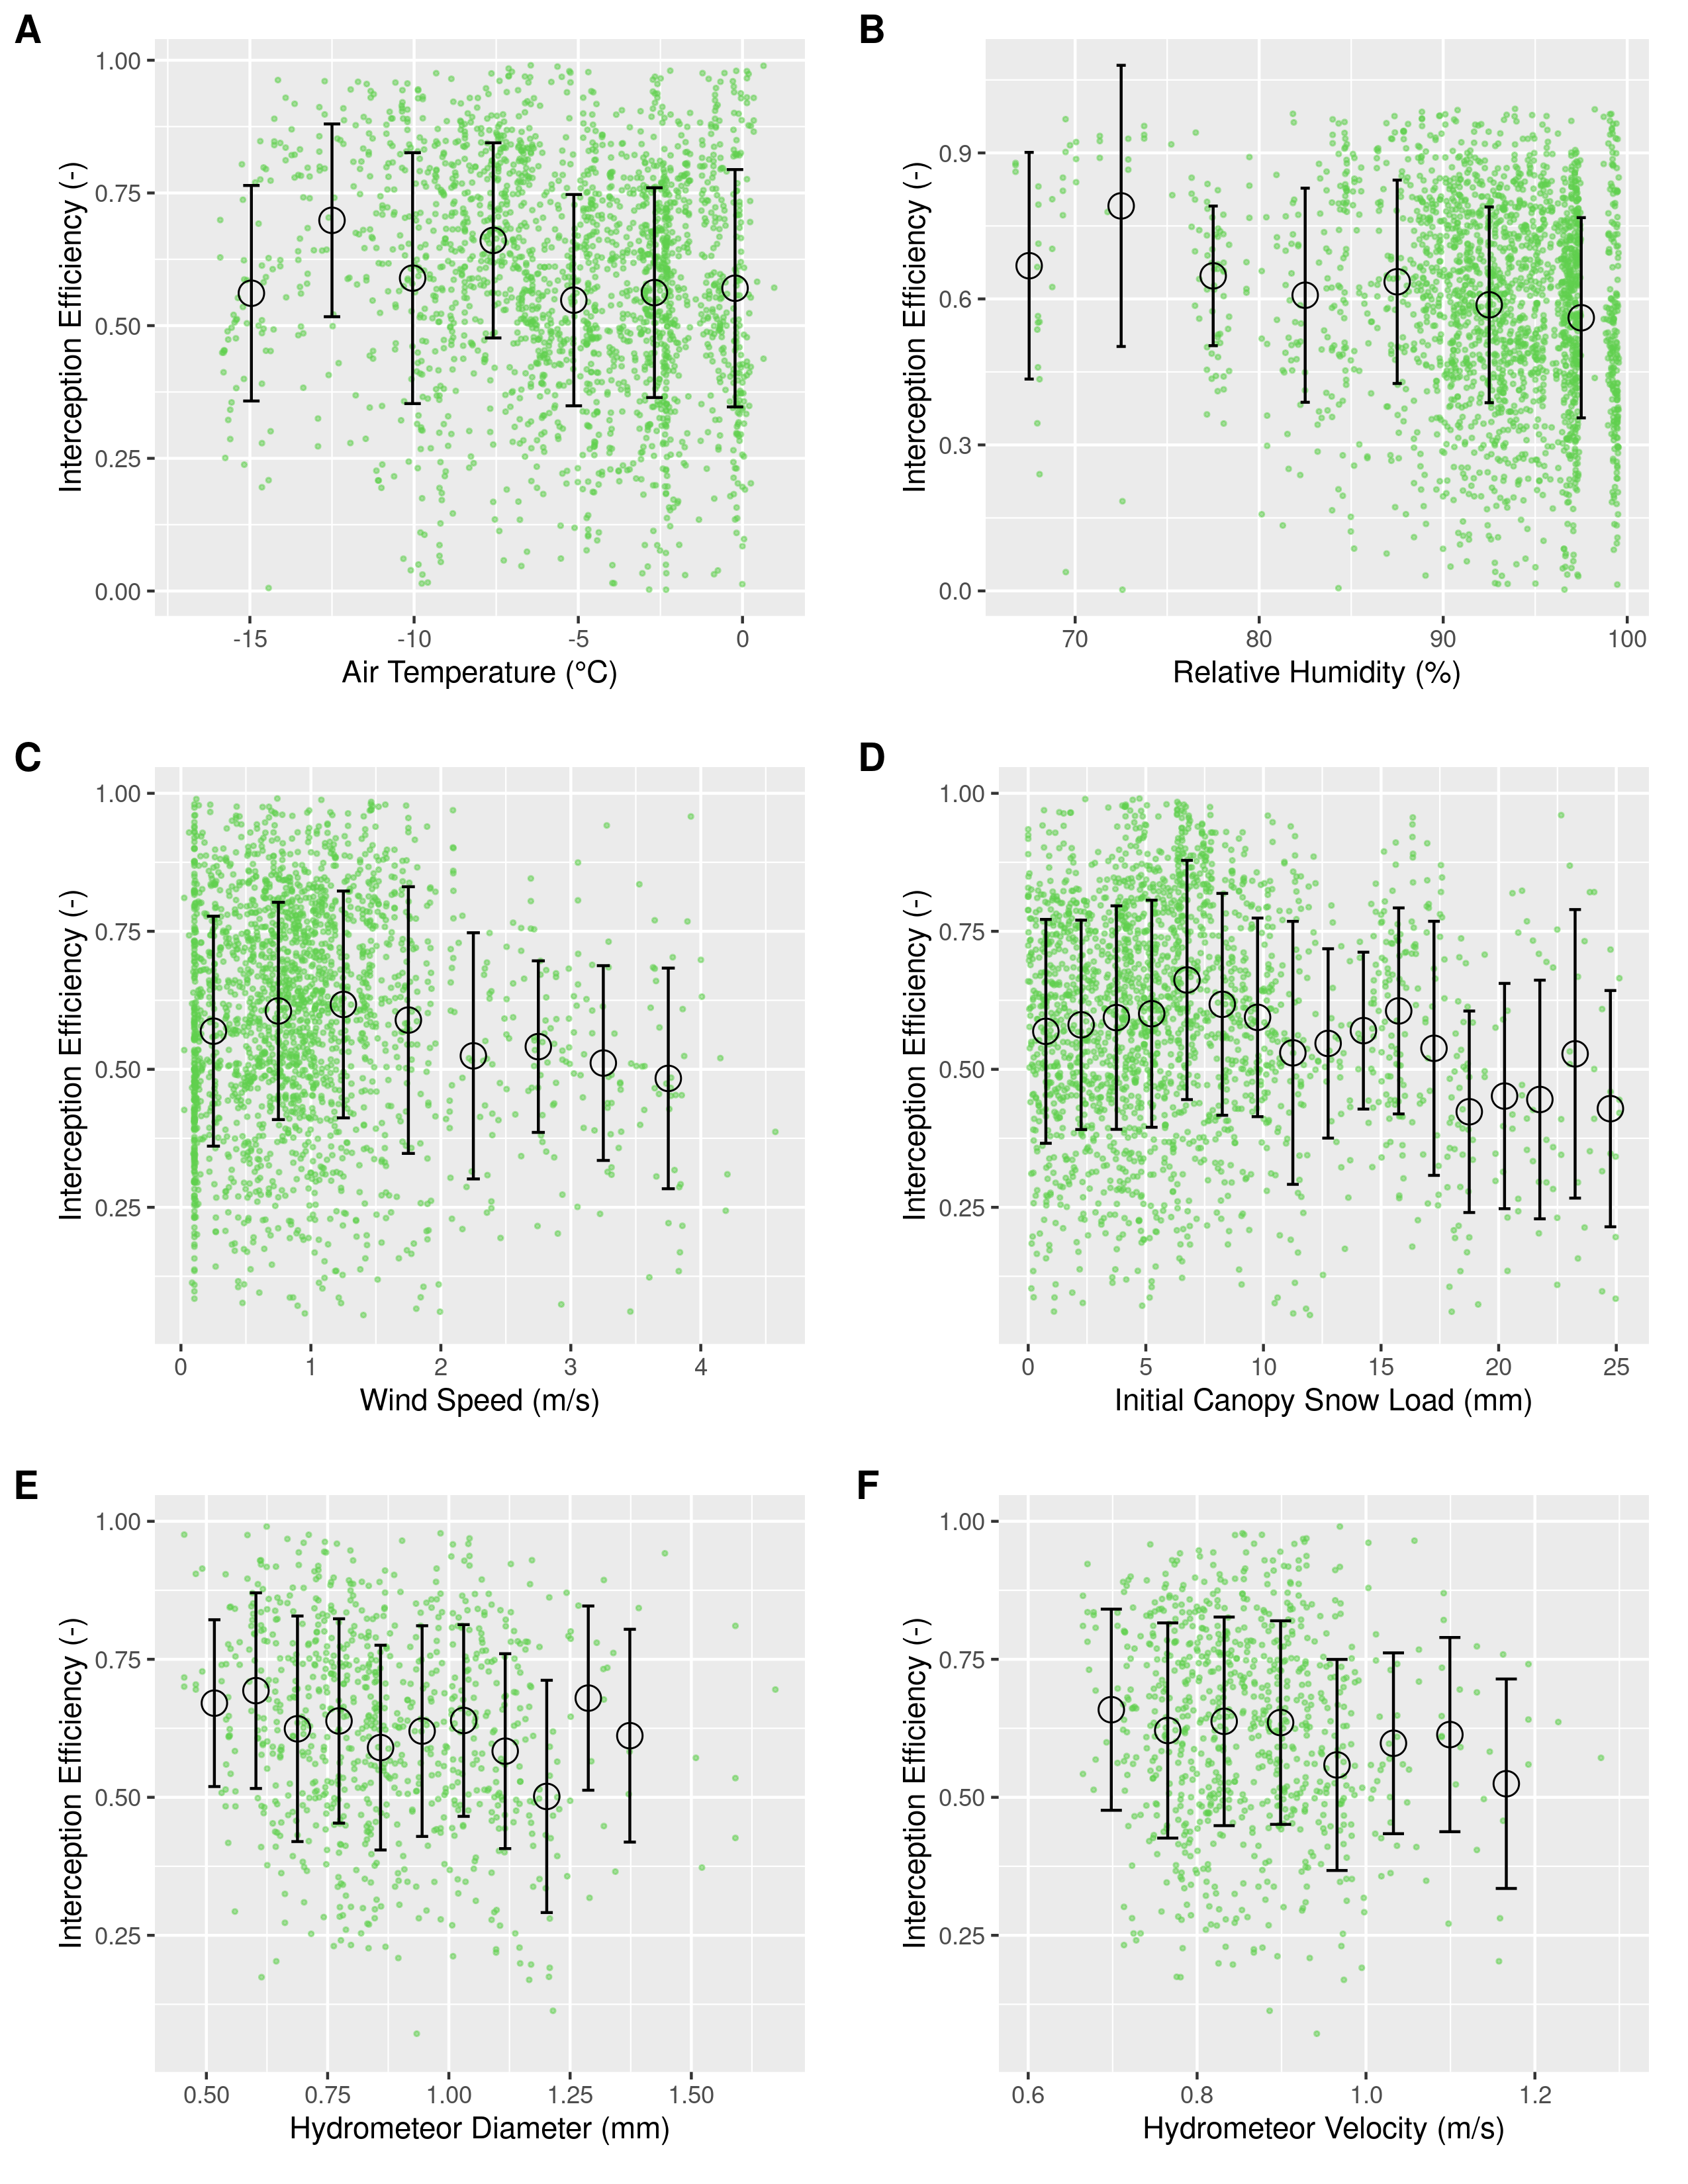 A
Interception Efficiency (-)
1.00
0.75
0.50
0.25
0.00
-15 -10 -5 0
Air Temperature (°C)
B
Interception Efficiency (-)
0.9
0.6
0.3
0.0
70 80 90 100
Relative Humidity (%)
C
Interception Efficiency (-)
1.00
0.75
0.50
0.25
0 1 2 3 4
Wind Speed (m/s)
D
Interception Efficiency (-)
1.00
0.75
0.50
0.25
0 5 10 15 20 25
Initial Canopy Snow Load (mm)
E
Interception Efficiency (-)
1.00
0.75
0.50
0.25
0.50 0.75 1.00 1.25 1.50
Hydrometeor Diameter (mm)
F
Interception Efficiency (-)
1.00
0.75
0.50
0.25
0.6 0.8 1.0 1.2
Hydrometeor Velocity (m/s)